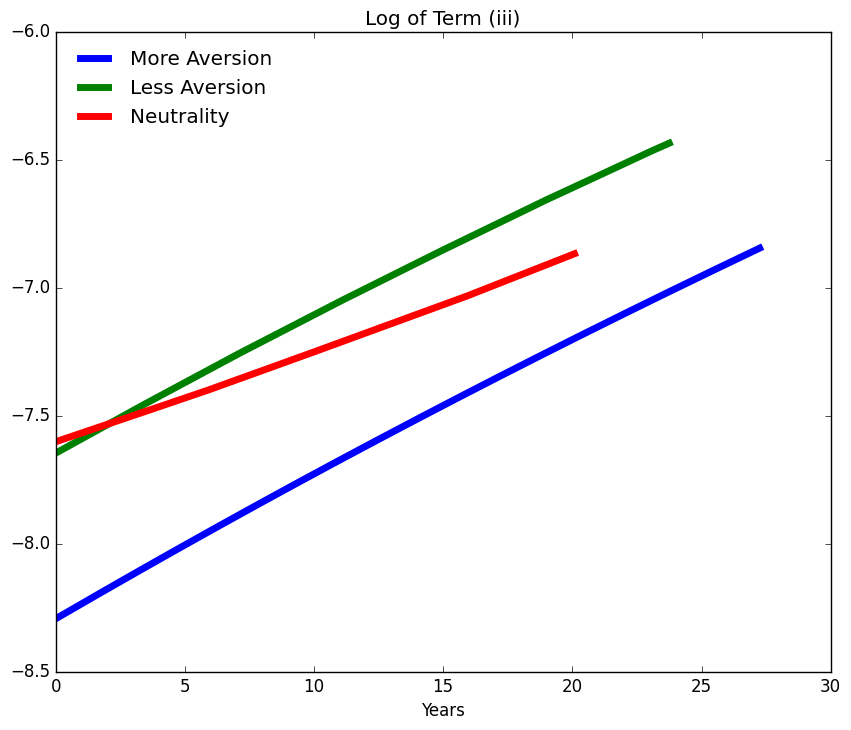 Log of Term (iii)
−6.0
More Aversion
Less Aversion
Neutrality
−6.5
−7.0
−7.5
−8.0
−8.5
0 5 10 15 20 25 30
Years